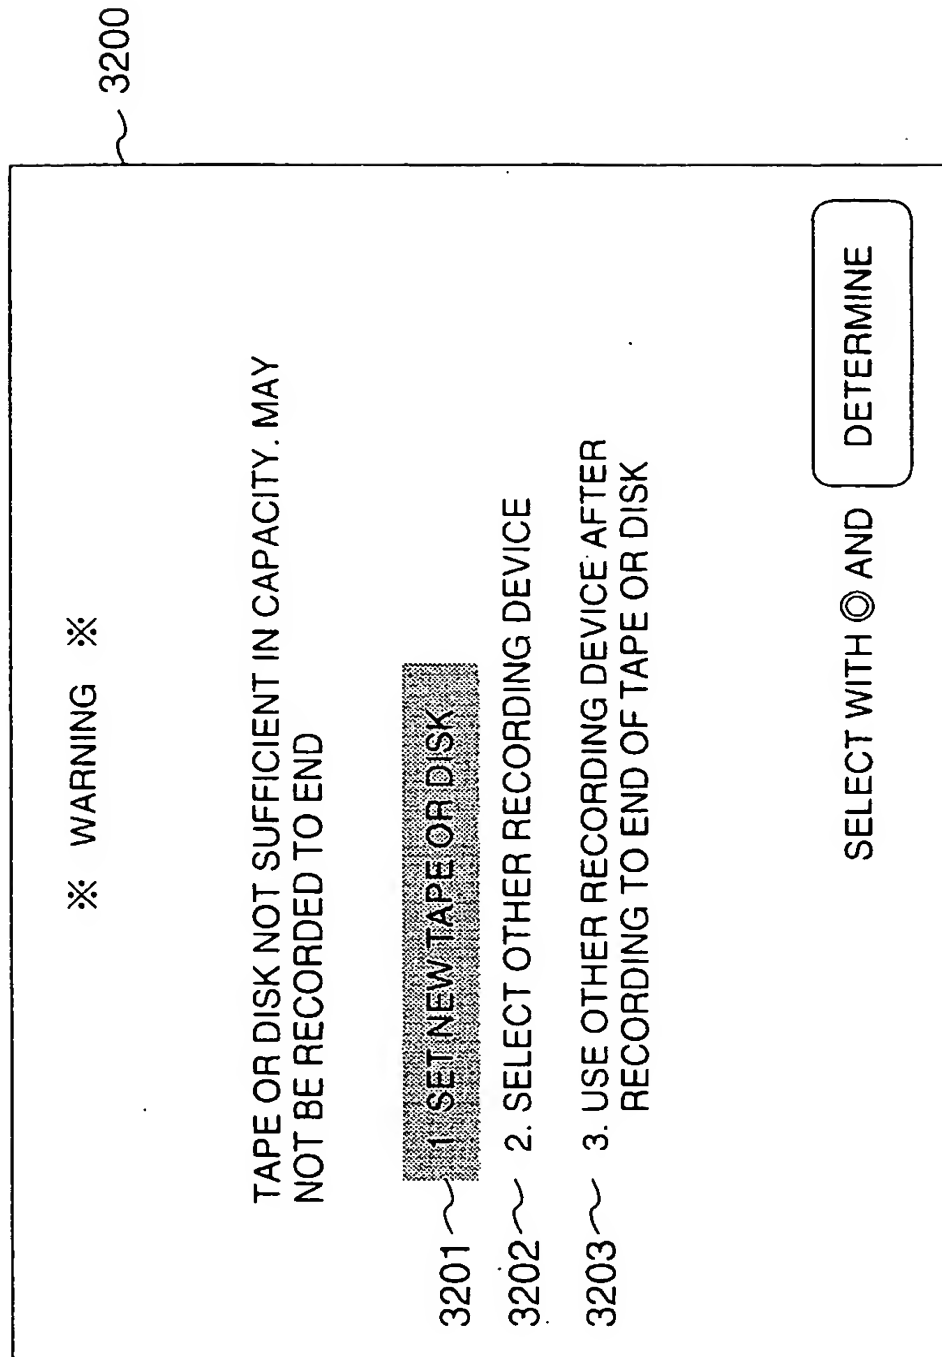 3200
※ WARNING ※
TAPE OR DISK NOT SUFFICIENT IN CAPACITY. MAY
NOT BE RECORDED TO END
3201 1. SET NEW TAPE OR DISK
3202 2. SELECT OTHER RECORDING DEVICE
3203 3. USE OTHER RECORDING DEVICE AFTER
RECORDING TO END OF TAPE OR DISK
SELECT WITH ◎ AND DETERMINE